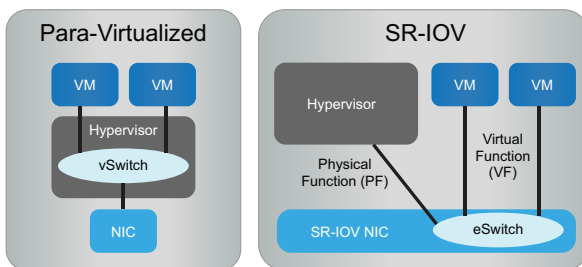 Para-Virtualized
VM
VM
Hypervisor
vSwitch
NIC
SR-IOV
Hypervisor
VM
VM
Physical
Function (PF)
Virtual
Function
(VF)
SR-IOV NIC
eSwitch